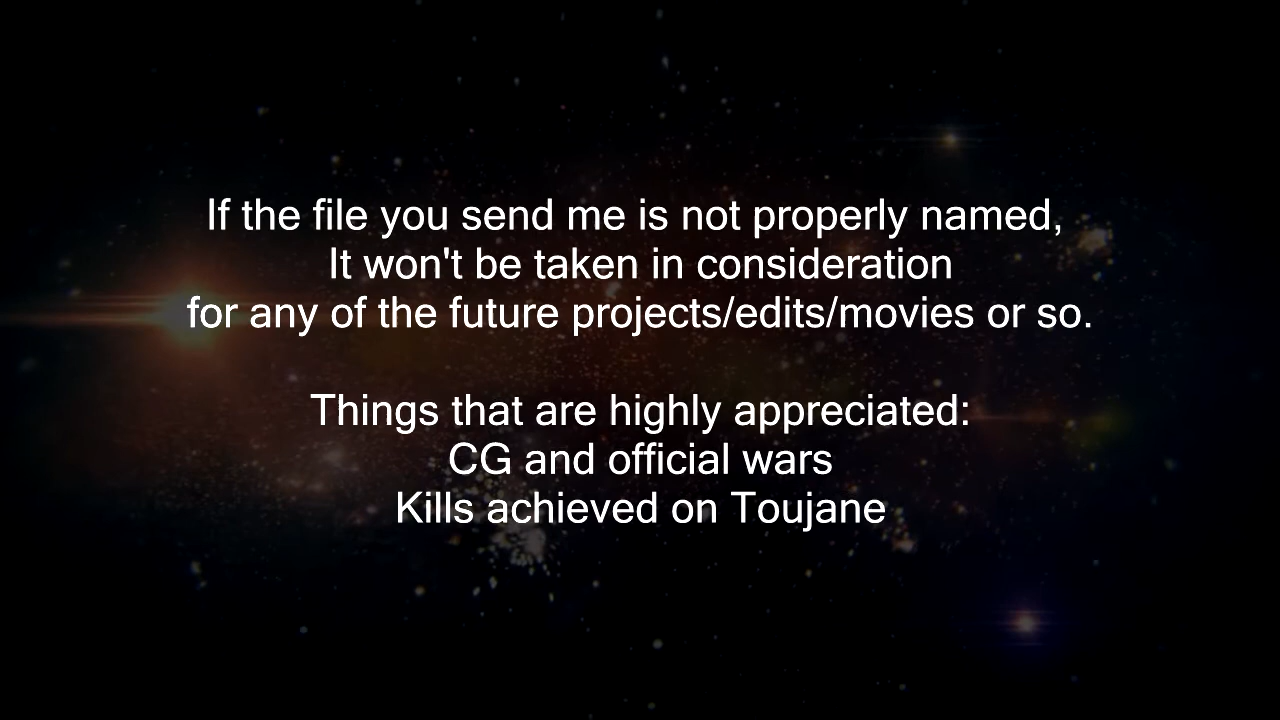 If the file you send me is not properly named,
It won't be taken in consideration
for any of the future projects/edits/movies or so.
Things that are highly appreciated:
CG and official wars
Kills achieved on Toujane